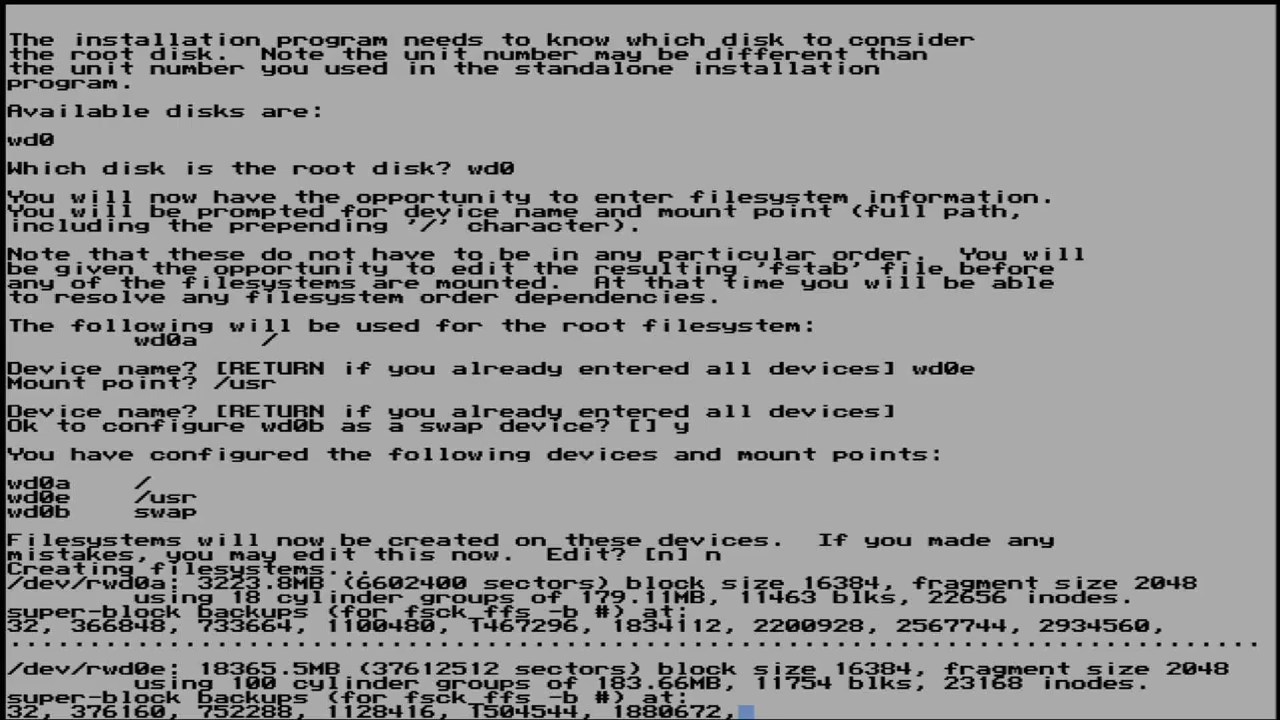 The installation program needs to know which disk to consider
the root disk.  Note the unit number may be different than
the unit number you used in the standalone installation
program.
Available disks are:
wd0
Which disk is the root disk? wd0
You will now have the opportunity to enter filesystem information.
You will be prompted for device name and mount point (full path,
including the prepending '/' character).
Note that these do not have to be in any particular order.  You will
be given the opportunity to edit the resulting 'fstab' file before
any of the filesystems are mounted.  At that time you will be able
to resolve any filesystem order dependencies.
The following will be used for the root filesystem:
wd0a    /
Device name? [RETURN if you already entered all devices] wd0e
Mount point? /usr
Device name? [RETURN if you already entered all devices]
Ok to configure wd0b as a swap device? [] y
You have configured the following devices and mount points:
wd0a    /
wd0e    /usr
wd0b    swap
Filesystems will now be created on these devices.  If you made any
mistakes, you may edit this now.  Edit? [n] n
Creating filesystems...
/dev/rwd0a: 3223.8MB (6602400 sectors) block size 16384, fragment size 2048
using 18 cylinder groups of 179.11MB, 11463 blks, 22656 inodes.
super-block backups (for fsck_ffs -b #) at:
32, 366848, 733664, 1100480, 1467296, 1834112, 2200928, 2567744, 2934560,
...............................................................................
/dev/rwd0e: 18365.5MB (37612512 sectors) block size 16384, fragment size 2048
using 100 cylinder groups of 183.66MB, 11754 blks, 23168 inodes.
super-block backups (for fsck_ffs -b #) at:
32, 376160, 752288, 1128416, 1504544, 1880672,